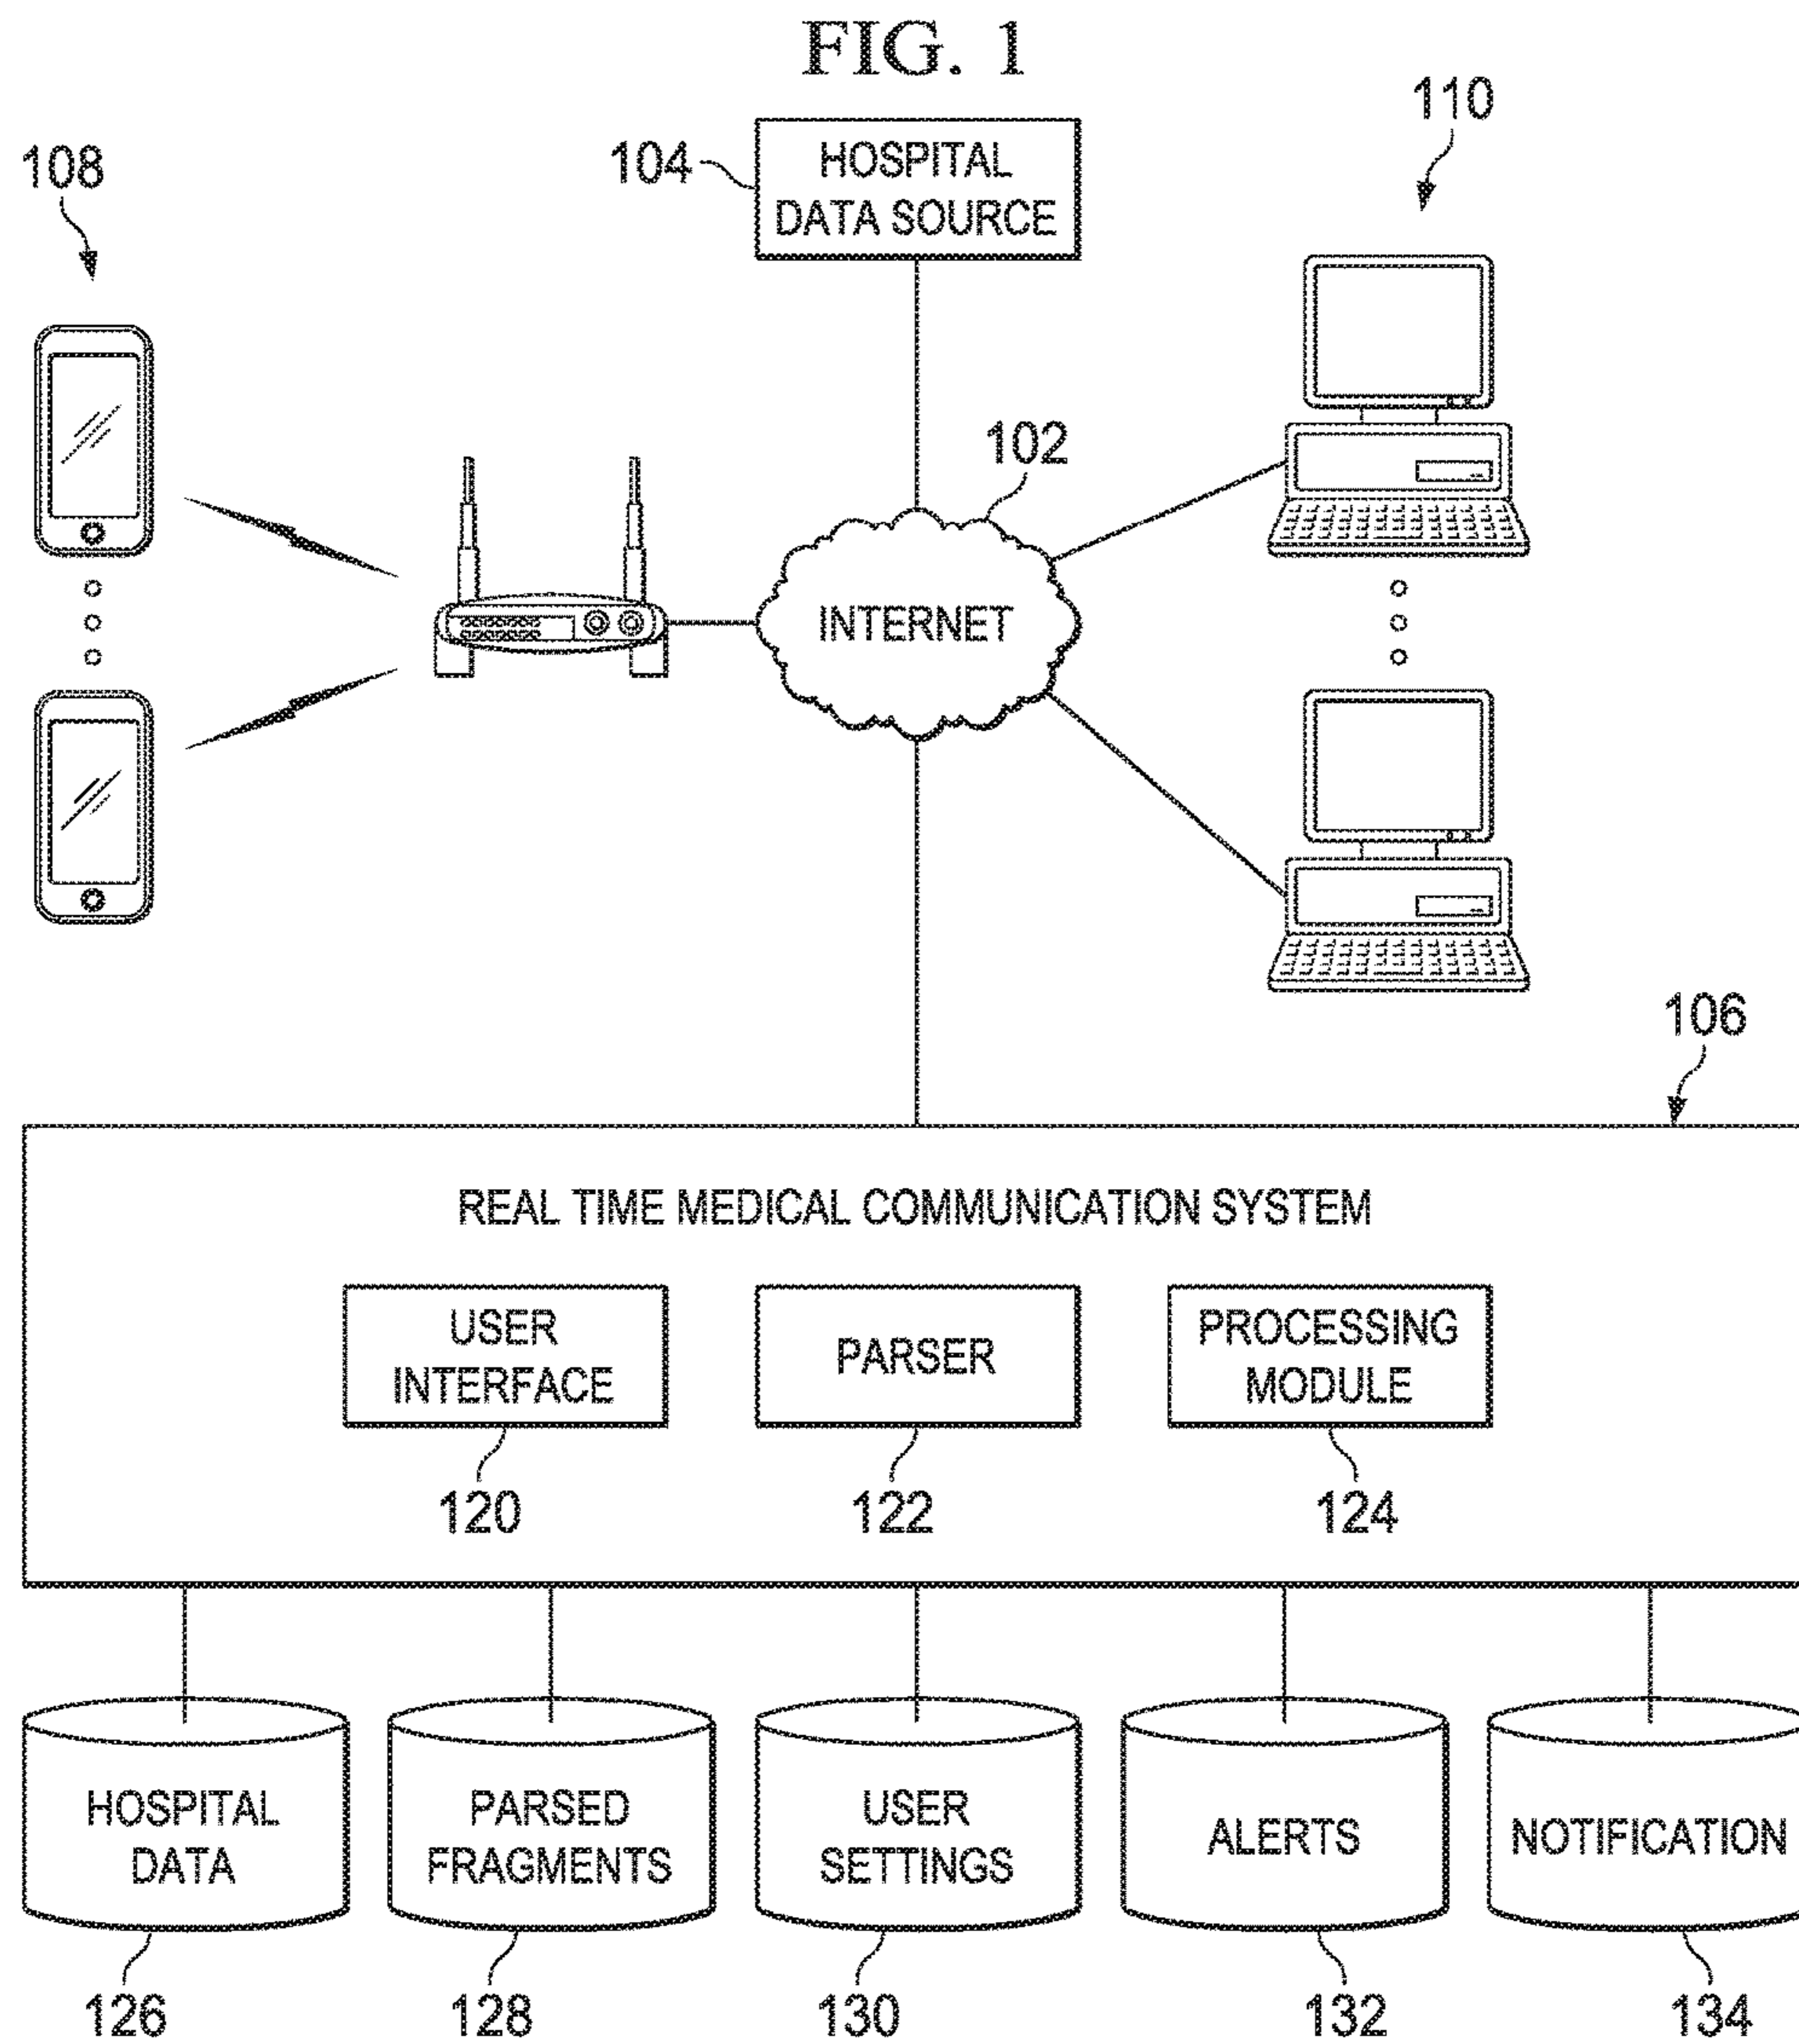 FIG. 1
110
108
104
HOSPITAL
DATA SOURCE
102
INTERNET
106
REAL TIME MEDICAL COMMUNICATION SYSTEM
USER
INTERFACE
PARSER
PROCESSING
MODULE
120
122
124
HOSPITAL
DATA
PARSED
FRAGMENTS
USER
SETTINGS
ALERTS
NOTIFICATION
126
128
130
132
134